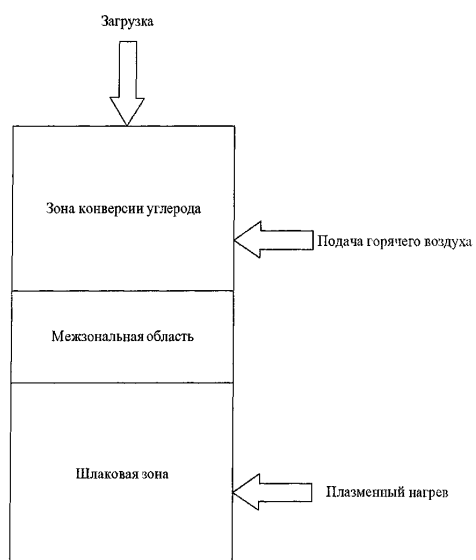 Загрузка
Зона конверсии углерода
Подача горячего воздуха
Межзональная область
Шлаковая зона
Плазменный нагрев